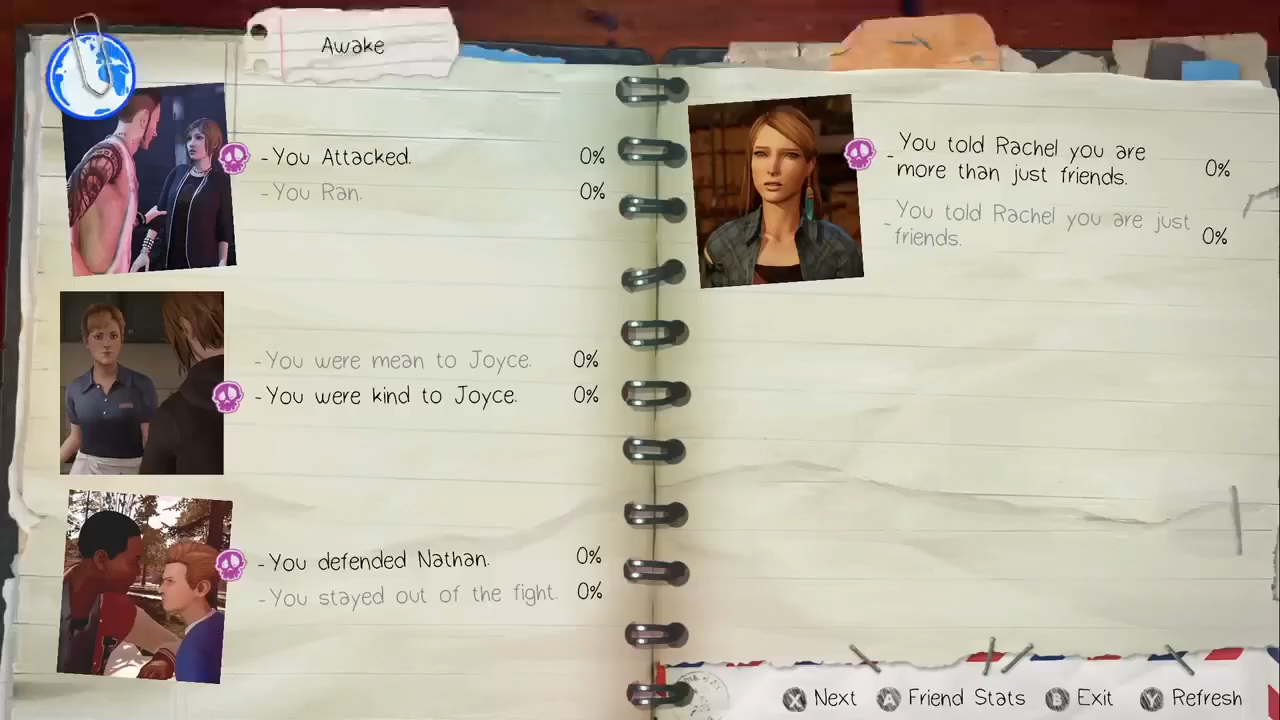 Awake
-You Attacked. 0%
-You Ran. 0%
-You were mean to Joyce. 0%
-You were kind to Joyce. 0%
-You defended Nathan. 0%
-You stayed out of the fight. 0%
-You told Rachel you are
more than just friends. 0%
-You told Rachel you are just
friends. 0%
X Next A Friend Stats B Exit Y Refresh